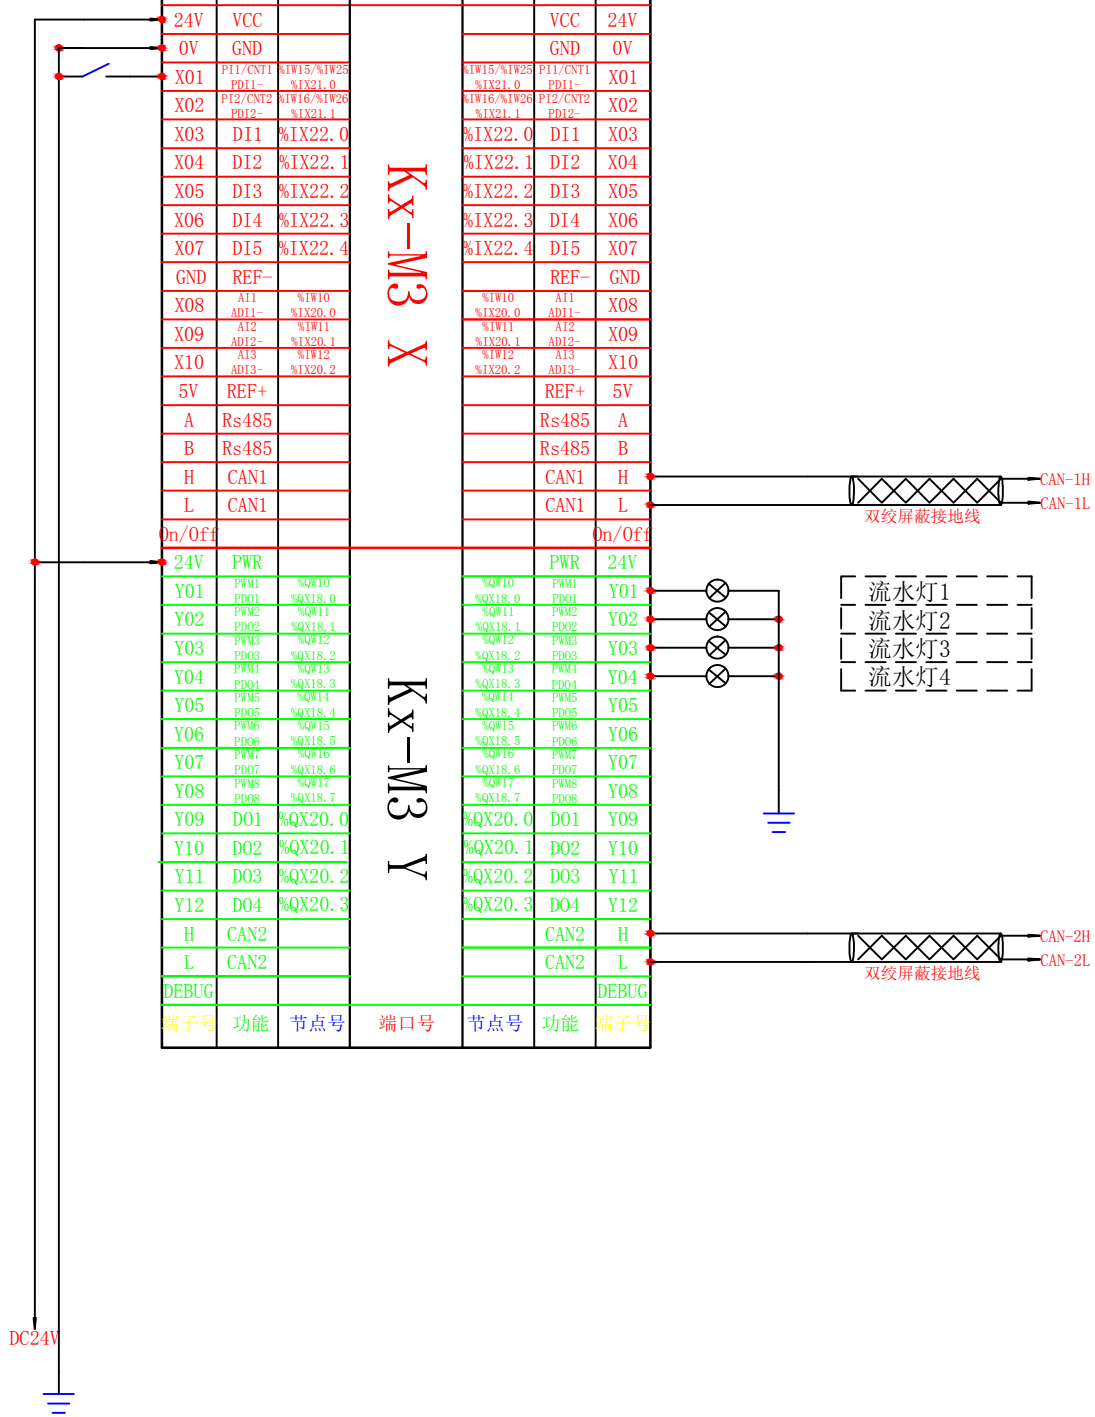 24V VCC VCC 24V
0V GND GND 0V
X01 PI1/CNT1 PDI1- %IW15/%IW25 %IX21.0 %IW15/%IW25 %IX21.0 PI1/CNT1 PDI1- X01
X02 PI2/CNT2 PDI2- %IW16/%IW26 %IX21.1 %IW16/%IW26 %IX21.1 PI2/CNT2 PDI2- X02
X03 DI1 %IX22.0 %IX22.0 DI1 X03
X04 DI2 %IX22.1 %IX22.1 DI2 X04
X05 DI3 %IX22.2 %IX22.2 DI3 X05
X06 DI4 %IX22.3 %IX22.3 DI4 X06
X07 DI5 %IX22.4 %IX22.4 DI5 X07
Kx-M3 X
GND REF- REF- GND
X08 AI1 ADI1- %IW10 %IX20.0 %IW10 %IX20.0 AI1 ADI1- X08
X09 AI2 ADI2- %IW11 %IX20.1 %IW11 %IX20.1 AI2 ADI2- X09
X10 AI3 ADI3- %IW12 %IX20.2 %IW12 %IX20.2 AI3 ADI3- X10
5V REF+ REF+ 5V
A Rs485 Rs485 A
B Rs485 Rs485 B
H CAN1 CAN1 H CAN-1H
L CAN1 CAN1 L CAN-1L
双绞屏蔽接地线
On/Off On/Off
24V PWR PWR 24V
Y01 PWM1 PDO1 %QW10 %QX18.0 %QW10 %QX18.0 PWM1 PDO1 Y01 流水灯1
Y02 PWM2 PDO2 %QW11 %QX18.1 %QW11 %QX18.1 PWM2 PDO2 Y02 流水灯2
Y03 PWM3 PDO3 %QW12 %QX18.2 %QW12 %QX18.2 PWM3 PDO3 Y03 流水灯3
Y04 PWM4 PDO4 %QW13 %QX18.3 %QW13 %QX18.3 PWM4 PDO4 Y04 流水灯4
Y05 PWM5 PDO5 %QW14 %QX18.4 %QW14 %QX18.4 PWM5 PDO5 Y05
Y06 PWM6 PDO6 %QW15 %QX18.5 %QW15 %QX18.5 PWM6 PDO6 Y06
Y07 PWM7 PDO7 %QW16 %QX18.6 %QW16 %QX18.6 PWM7 PDO7 Y07
Y08 PWM8 PDO8 %QW17 %QX18.7 %QW17 %QX18.7 PWM8 PDO8 Y08
Kx-M3 Y
Y09 DO1 %QX20.0 %QX20.0 DO1 Y09
Y10 DO2 %QX20.1 %QX20.1 DO2 Y10
Y11 DO3 %QX20.2 %QX20.2 DO3 Y11
Y12 DO4 %QX20.3 %QX20.3 DO4 Y12
H CAN2 CAN2 H CAN-2H
L CAN2 CAN2 L CAN-2L
双绞屏蔽接地线
DEBUG DEBUG
端子号 功能 节点号 端口号 节点号 功能 端子号
DC24V